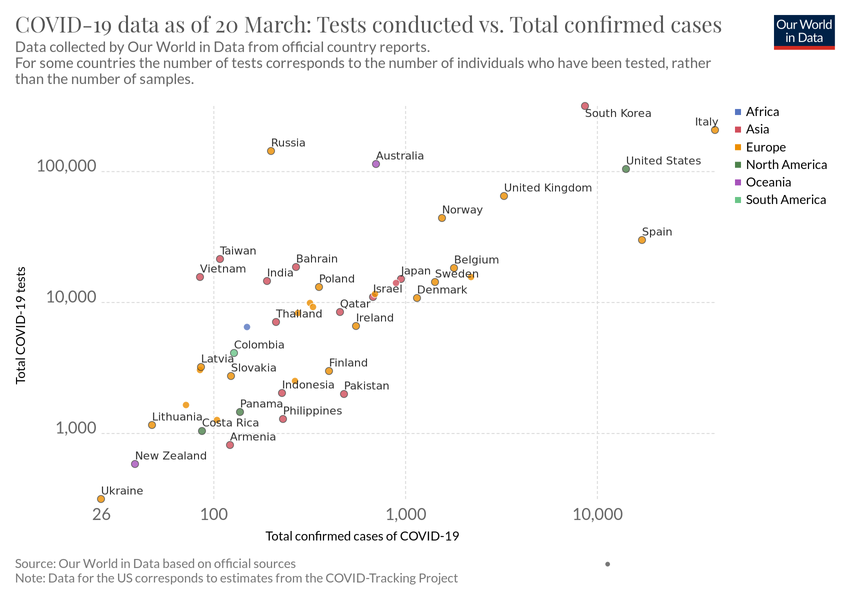 COVID-19 data as of 20 March: Tests conducted vs. Total confirmed cases
Our World
in Data
Data collected by Our World in Data from official country reports.
For some countries the number of tests corresponds to the number of individuals who have been tested, rather
than the number of samples.
South Korea
Italy
Africa
Asia
Europe
North America
Oceania
South America
Russia
Australia
100,000
United States
United Kingdom
Norway
Spain
Taiwan
Vietnam
Bahrain
India
Poland
Belgium
Japan
Sweden
Israel
Denmark
10,000
Qatar
Thailand
Ireland
Colombia
Latvia
Slovakia
Finland
Indonesia
Pakistan
Panama
Philippines
Lithuania
Costa Rica
Armenia
1,000
New Zealand
Ukraine
Total COVID-19 tests
26
100
1,000
10,000
Total confirmed cases of COVID-19
Source: Our World in Data based on official sources
Note: Data for the US corresponds to estimates from the COVID-Tracking Project